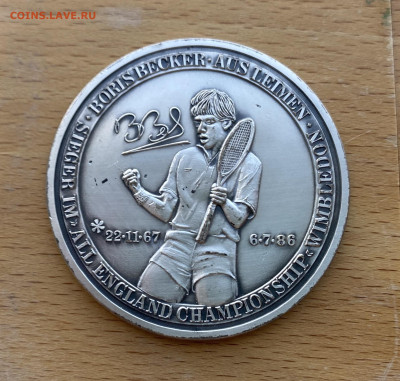 COINS.LAVE.RU
· BORIS BECKER · AUS LEIMEN ·
SIEGER IM · ALL ENGLAND CHAMPIONSHIP · WIMBLEDON ·
* 22·11·67
6·7·86